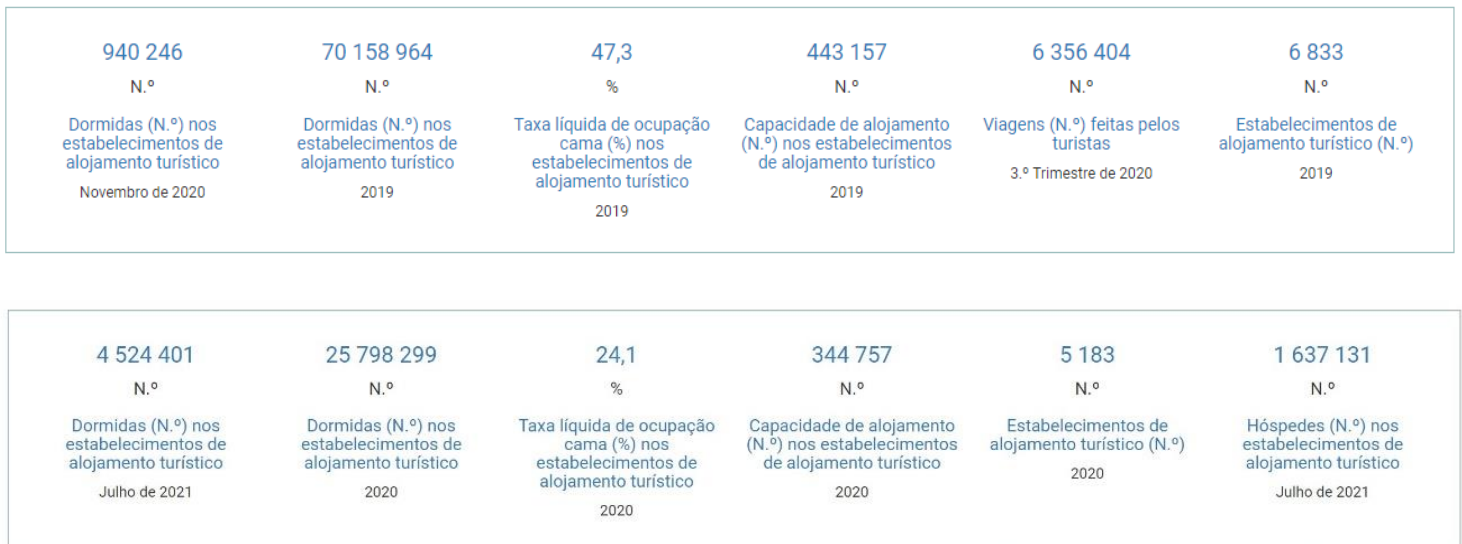 940 246
N.º
Dormidas (N.º) nos
estabelecimentos de
alojamento turístico
Novembro de 2020
70 158 964
N.º
Dormidas (N.º) nos
estabelecimentos de
alojamento turístico
2019
47,3
%
Taxa líquida de ocupação
cama (%) nos
estabelecimentos de
alojamento turístico
2019
443 157
N.º
Capacidade de alojamento
(N.º) nos estabelecimentos
de alojamento turístico
2019
6 356 404
N.º
Viagens (N.º) feitas pelos
turistas
3.º Trimestre de 2020
6 833
N.º
Estabelecimentos de
alojamento turístico (N.º)
2019
4 524 401
N.º
Dormidas (N.º) nos
estabelecimentos de
alojamento turístico
Julho de 2021
25 798 299
N.º
Dormidas (N.º) nos
estabelecimentos de
alojamento turístico
2020
24,1
%
Taxa líquida de ocupação
cama (%) nos
estabelecimentos de
alojamento turístico
2020
344 757
N.º
Capacidade de alojamento
(N.º) nos estabelecimentos
de alojamento turístico
2020
5 183
N.º
Estabelecimentos de
alojamento turístico (N.º)
2020
1 637 131
N.º
Hóspedes (N.º) nos
estabelecimentos de
alojamento turístico
Julho de 2021